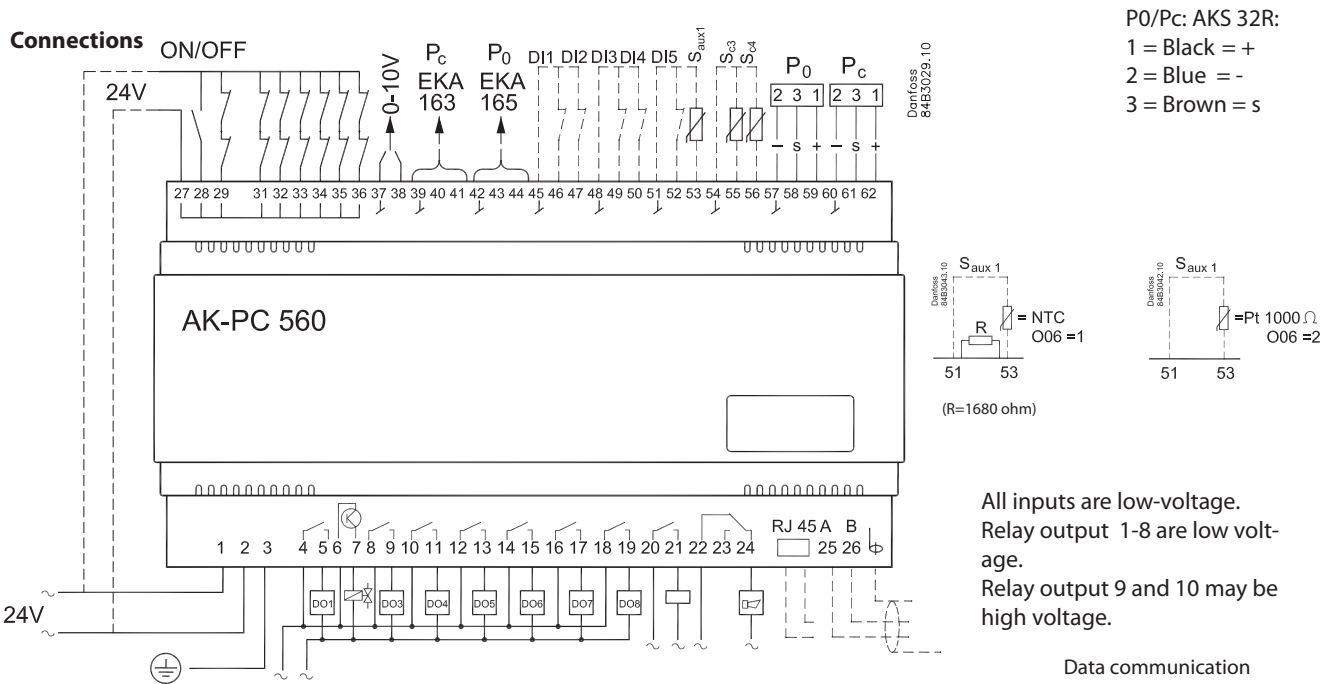 Connections
ON/OFF
24V
0-10V
Pc
EKA
163
P0
EKA
165
DI1 DI2 DI3 DI4 DI5 Saux1 Sc3 Sc4
P0 Pc
2 3 1 2 3 1
– s + – s +
Danfoss
84B3029.10
P0/Pc: AKS 32R:
1 = Black = +
2 = Blue = -
3 = Brown = s
27 28 29 31 32 33 34 35 36 37 38 39 40 41 42 43 44 45 46 47 48 49 50 51 52 53 54 55 56 57 58 59 60 61 62
AK-PC 560
Danfoss
84B3043.10
S aux 1
R
= NTC
O06 =1
51 53
(R=1680 ohm)
Danfoss
84B3042.10
S aux 1
=Pt 1000 Ω
O06 =2
51 53
All inputs are low-voltage.
Relay output 1-8 are low volt-
age.
Relay output 9 and 10 may be
high voltage.
RJ 45 A B
1 2 3 4 5 6 7 8 9 10 11 12 13 14 15 16 17 18 19 20 21 22 23 24 25 26
DO1 DO3 DO4 DO5 DO6 DO7 DO8
24V
Data communication